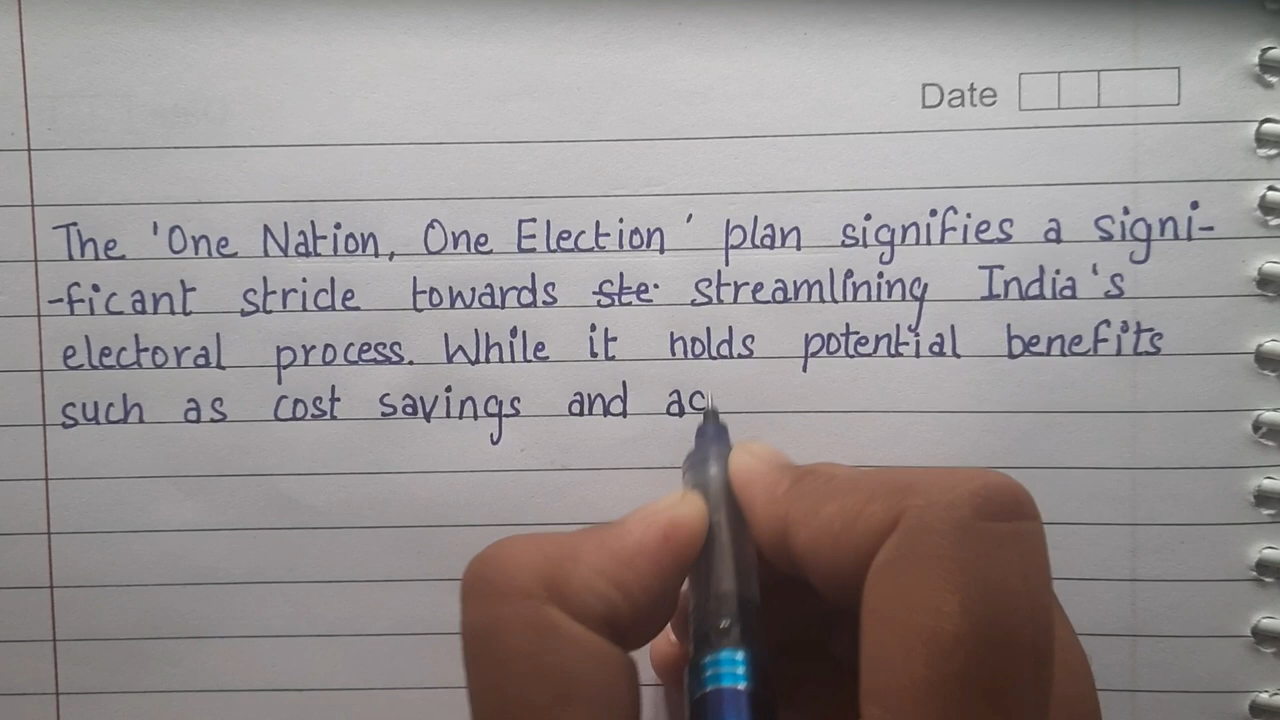 Date
The 'One Nation, One Election' plan signifies a signi-
-ficant stride towards ste streamlining India's
electoral process. While it holds potential benefits
such as cost savings and